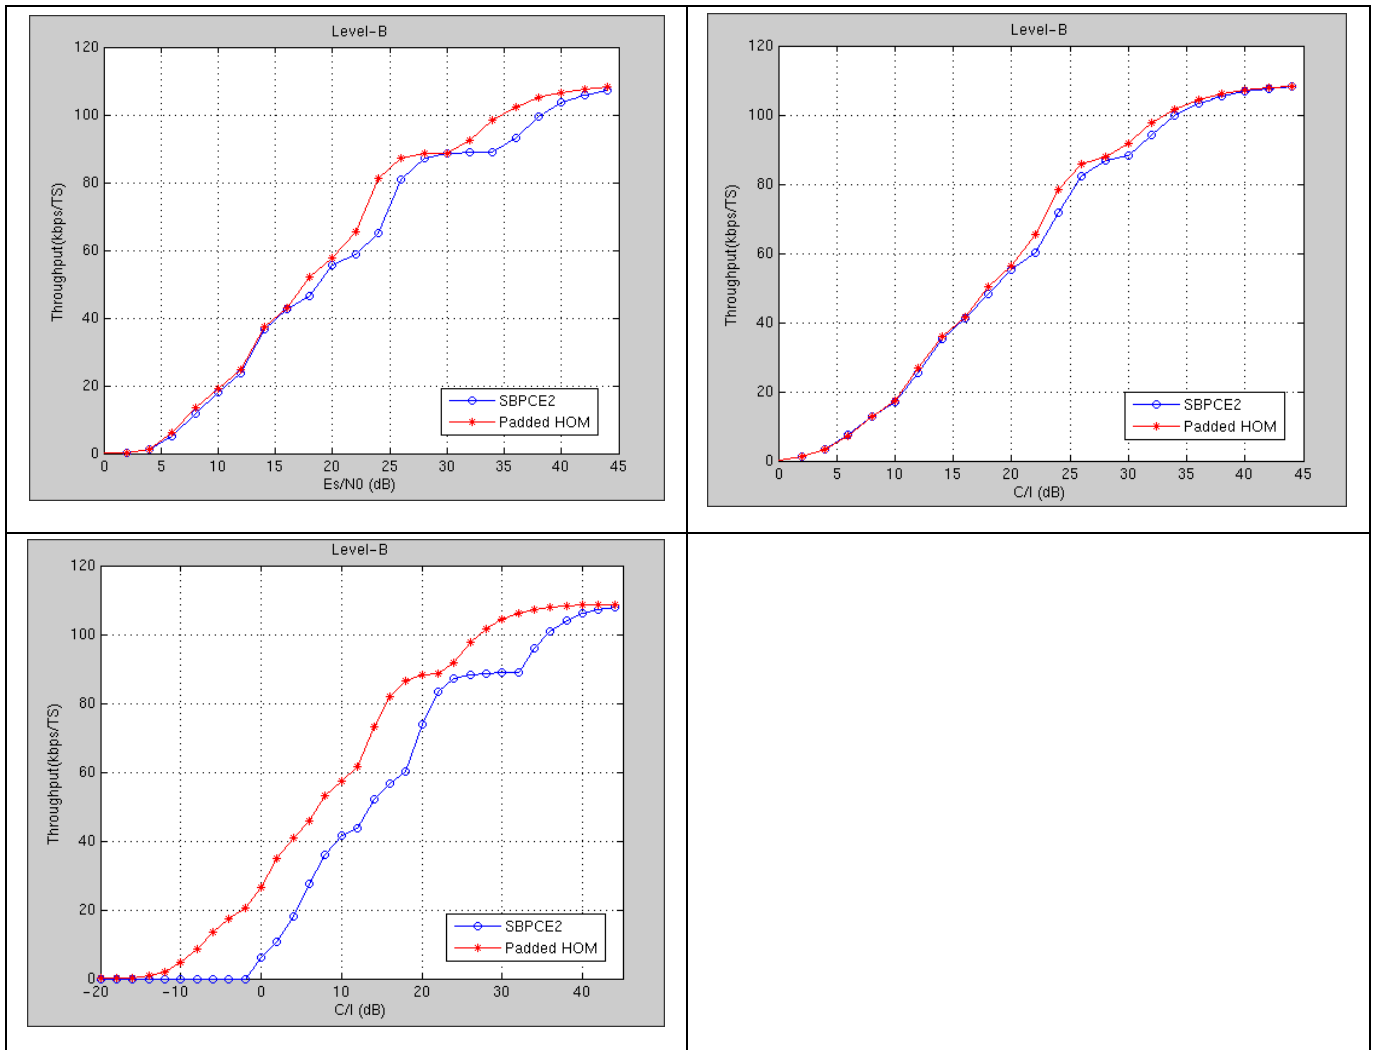 Level-B
120
100
80
60
40
20
0
Throughput(kbps/TS)
SBPCE2
Padded HOM
0 5 10 15 20 25 30 35 40 45
Es/N0 (dB)
Level-B
120
100
80
60
40
20
0
Throughput(kbps/TS)
SBPCE2
Padded HOM
0 5 10 15 20 25 30 35 40 45
C/I (dB)
Level-B
120
100
80
60
40
20
0
Throughput(kbps/TS)
SBPCE2
Padded HOM
-20 -10 0 10 20 30 40
C/I (dB)